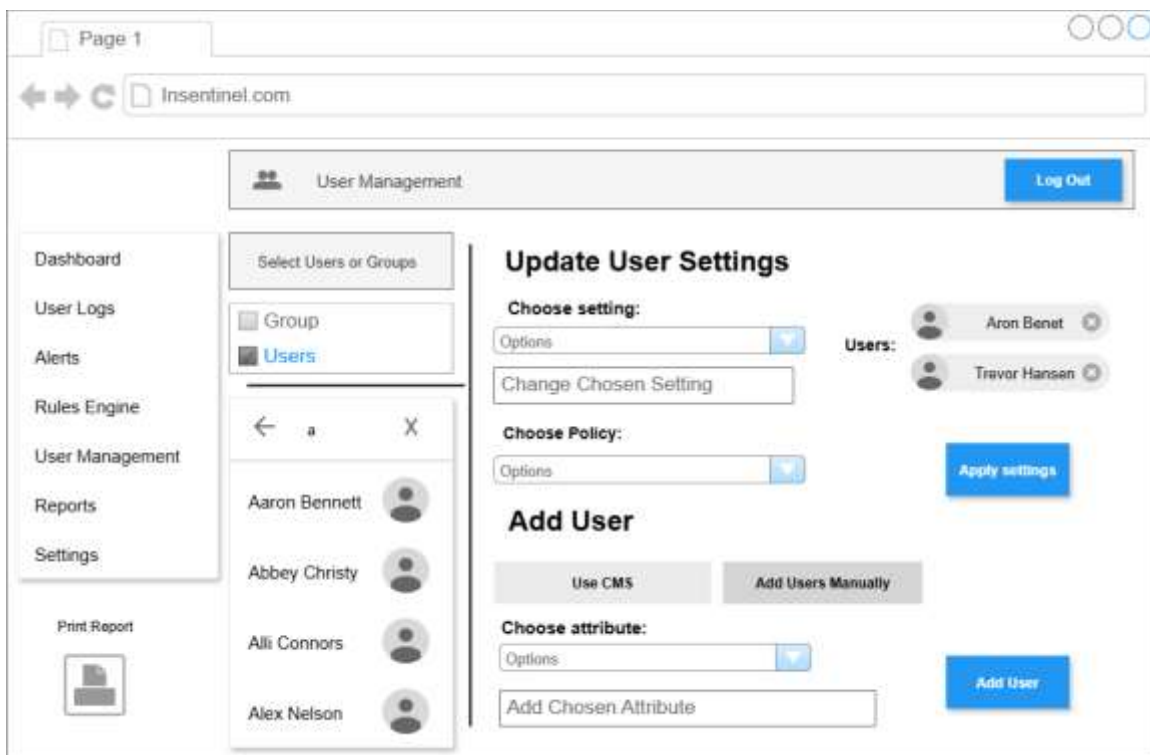 Page 1
Insentinel.com
User Management
Log Out
Dashboard
User Logs
Alerts
Rules Engine
User Management
Reports
Settings
Print Report
Select Users or Groups
Group
Users
a
X
Aaron Bennett
Abbey Christy
Alli Connors
Alex Nelson
Update User Settings
Choose setting:
Options
Change Chosen Setting
Users:
Aron Benet
Trevor Hansen
Choose Policy:
Options
Apply settings
Add User
Use CMS
Add Users Manually
Choose attribute:
Options
Add Chosen Attribute
Add User